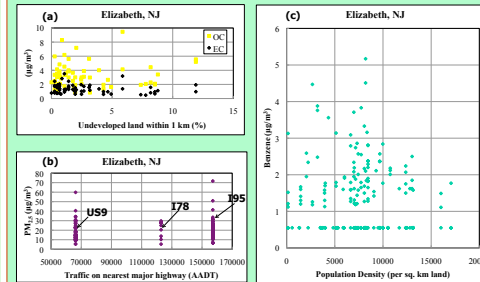 (a)
Elizabeth, NJ
OC
EC
10
8
6
4
2
0
(µg/m³)
0
5
10
15
Undeveloped land within 1 km (%)
(b)
Elizabeth, NJ
80
70
60
50
40
30
20
10
0
PM2.5 (µg/m³)
US9
I78
I95
50000 70000 90000 110000 130000 150000 170000
Traffic on nearest major highway (AADT)
(c)
Elizabeth, NJ
6
5
4
3
2
1
0
Benzene(µg/m³)
0
5000
10000
15000
Population Density (per sq. km land)